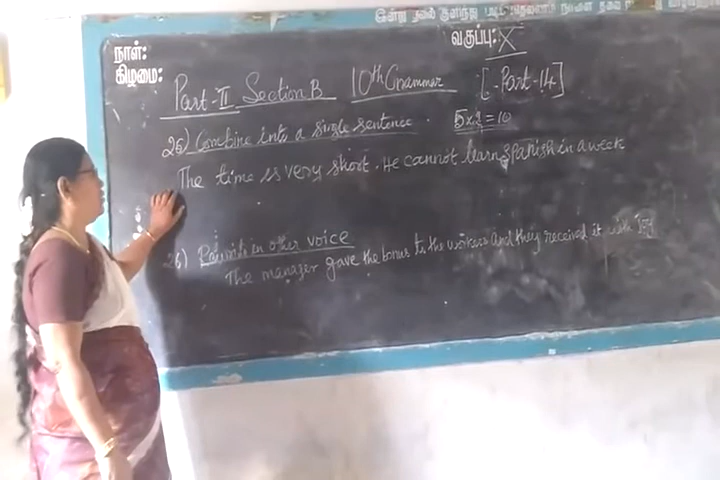 நாள்:
வகுப்பு: X
கிழமை:
Part-II Section B 10th Grammar [Part-14]
25) Combine into a single sentence. 5x2=10
The time is very short. He cannot learn Spanish in a week
26) in other voice
The manager gave the bonus to the workers and they received it with joy